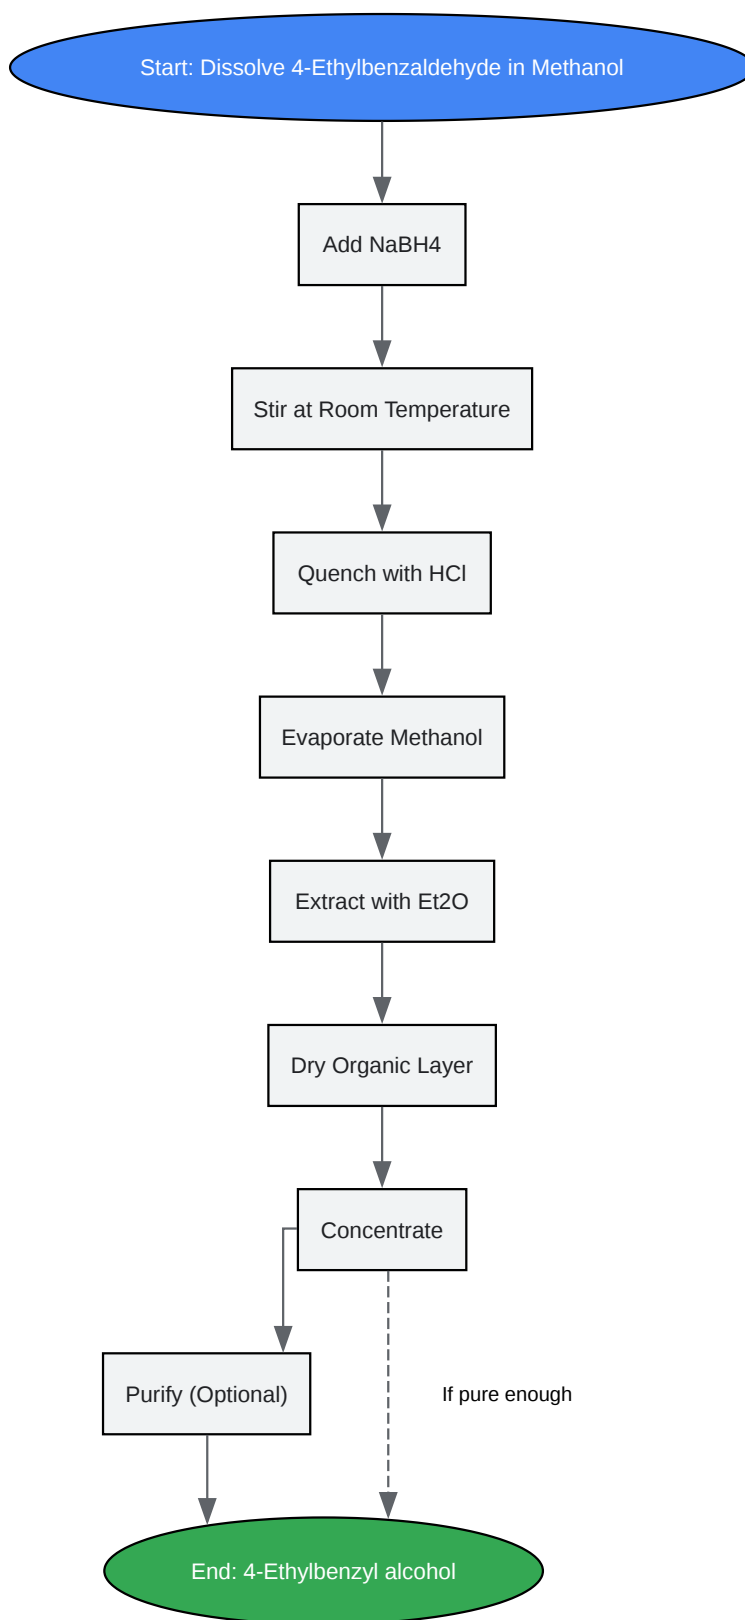 Start: Dissolve 4-Ethylbenzaldehyde in Methanol
Add NaBH4
Stir at Room Temperature
Quench with HCl
Evaporate Methanol
Extract with Et2O
Dry Organic Layer
Concentrate
Purify (Optional)
If pure enough
End: 4-Ethylbenzyl alcohol